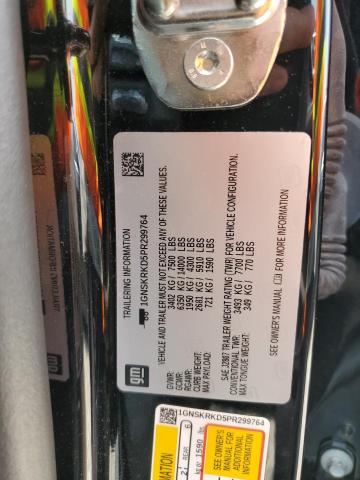 TRAILERING INFORMATION
1GNSKRKD5PR299764
VEHICLE AND TRAILER MUST NOT EXCEED ANY OF THESE VALUES.
GVWR: 3402 KG / 7500 LBS
GCWR: 6350 KG / 14000 LBS
RGAWR: 1950 KG / 4300 LBS
CURB WEIGHT: 2681 KG / 5910 LBS
MAX PAYLOAD: 721 KG / 1590 LBS
SAE J2807 TRAILER WEIGHT RATING (TWR) FOR VEHICLE CONFIGURATION.
CONVENTIONAL TWR: 3493 KG / 7700 LBS
MAX TONGUE WEIGHT: 349 KG / 770 LBS
SEE OWNER'S MANUAL FOR MORE INFORMATION
gm
1GNSKRKD5PR299764
REAR 6
1590
SEE OWNER'S
MANUAL FOR
ADDITIONAL
INFORMATION
gm